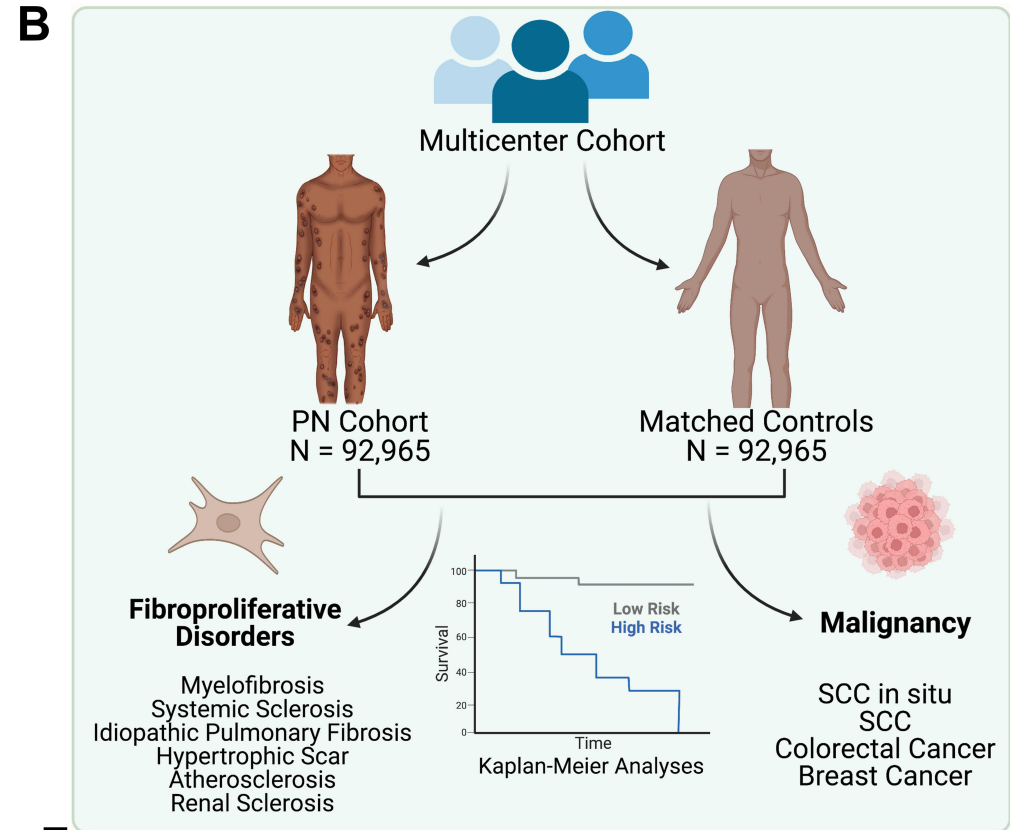 B
Multicenter Cohort
PN Cohort
N = 92,965
Matched Controls
N = 92,965
Fibroproliferative
Disorders
Myelofibrosis
Systemic Sclerosis
Idiopathic Pulmonary Fibrosis
Hypertrophic Scar
Atherosclerosis
Renal Sclerosis
100
80
60
40
20
0
Survival
Low Risk
High Risk
Time
Kaplan-Meier Analyses
Malignancy
SCC in situ
SCC
Colorectal Cancer
Breast Cancer